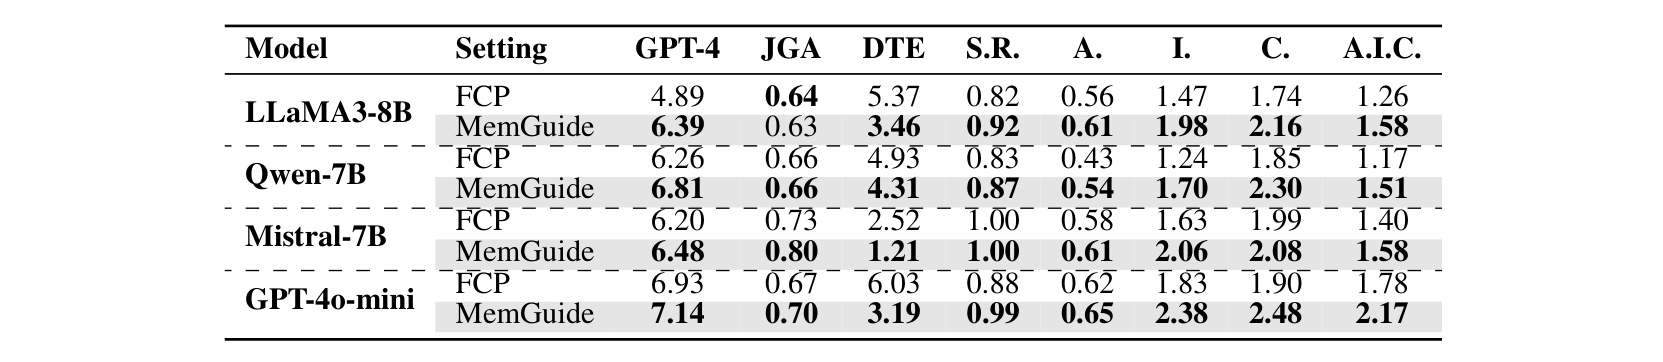 Model Setting GPT-4 JGA DTE S.R. A. I. C. A.I.C.
LLaMA3-8B FCP 4.89 0.64 5.37 0.82 0.56 1.47 1.74 1.26
MemGuide 6.39 0.63 3.46 0.92 0.61 1.98 2.16 1.58
Qwen-7B FCP 6.26 0.66 4.93 0.83 0.43 1.24 1.85 1.17
MemGuide 6.81 0.66 4.31 0.87 0.54 1.70 2.30 1.51
Mistral-7B FCP 6.20 0.73 2.52 1.00 0.58 1.63 1.99 1.40
MemGuide 6.48 0.80 1.21 1.00 0.61 2.06 2.08 1.58
GPT-4o-mini FCP 6.93 0.67 6.03 0.88 0.62 1.83 1.90 1.78
MemGuide 7.14 0.70 3.19 0.99 0.65 2.38 2.48 2.17